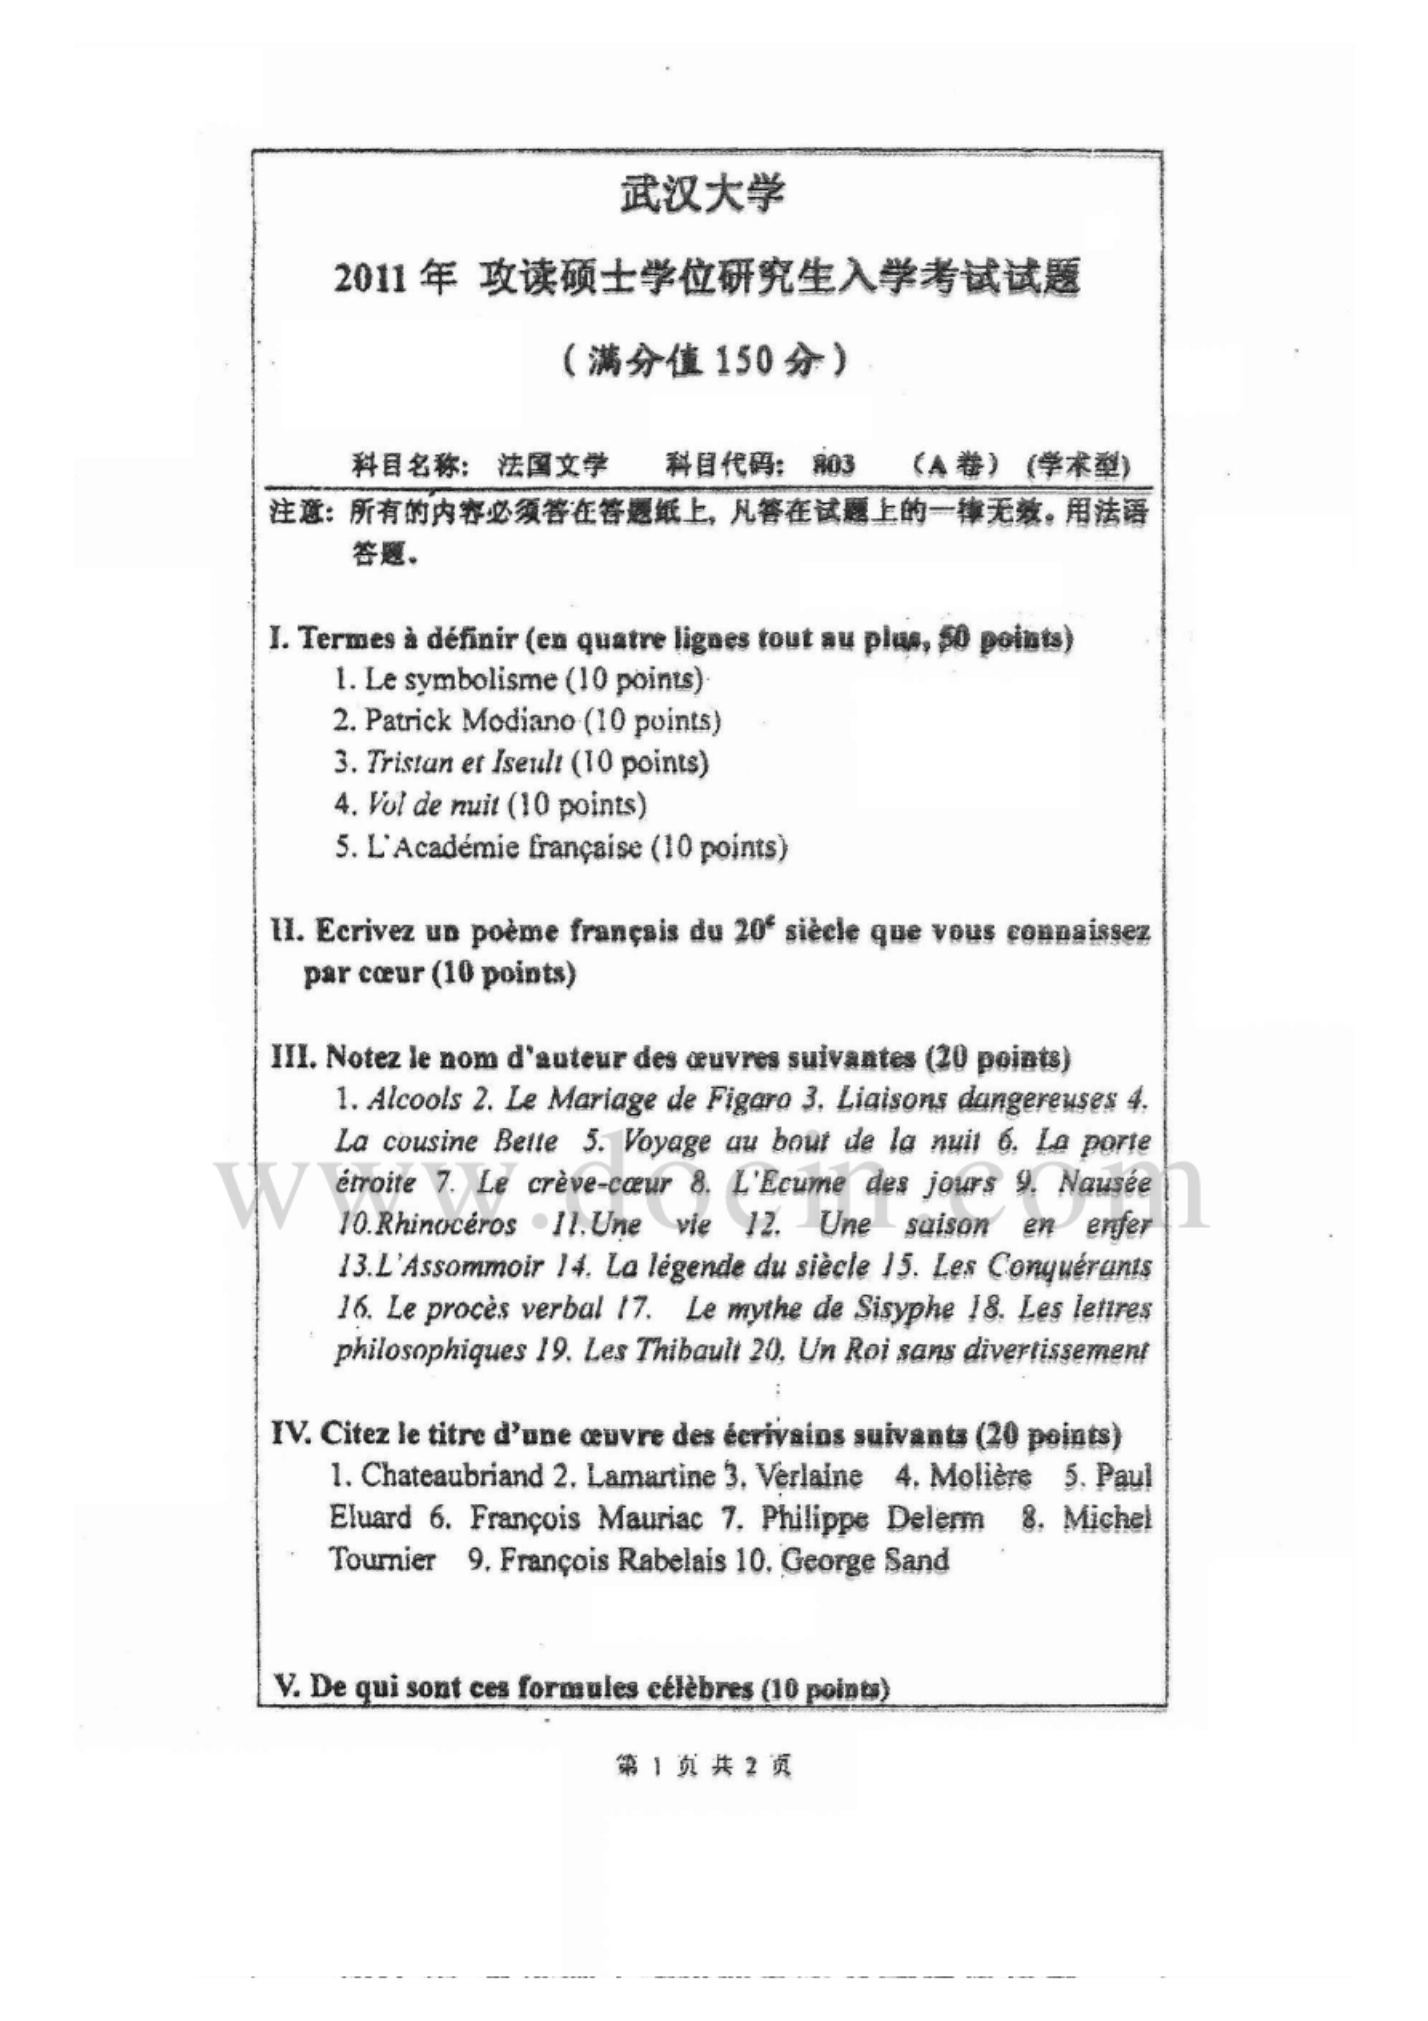 武汉大学
2011 年 攻读硕士学位研究生入学考试试题
（满分值 150 分）
科目名称： 法国文学 科目代码： 803 （A 卷） (学术型)
注意： 所有的内容必须答在答题纸上, 凡答在试题上的一律无效。用法语
答题。
I. Termes à définir (en quatre lignes tout au plus, 50 points)
1. Le symbolisme (10 points)
2. Patrick Modiano (10 points)
3. Tristan et Iseult (10 points)
4. Vol de nuit (10 points)
5. L'Académie française (10 points)
II. Ecrivez un poème français du 20e siècle que vous connaissez
par cœur (10 points)
III. Notez le nom d'auteur des œuvres suivantes (20 points)
1. Alcools 2. Le Mariage de Figaro 3. Liaisons dangereuses 4.
La cousine Bette 5. Voyage au bout de la nuit 6. La porte
étroite 7. Le crève-cœur 8. L'Ecume des jours 9. Nausée
10.Rhinocéros 11.Une vie 12. Une saison en enfer
13.L'Assommoir 14. La légende du siècle 15. Les Conquérants
16. Le procès verbal 17. Le mythe de Sisyphe 18. Les lettres
philosophiques 19. Les Thibault 20. Un Roi sans divertissement
www.docin.com
IV. Citez le titre d'une œuvre des écrivains suivants (20 points)
1. Chateaubriand 2. Lamartine 3. Verlaine 4. Molière 5. Paul
Eluard 6. François Mauriac 7. Philippe Delerm 8. Michel
Tournier 9. François Rabelais 10. George Sand
V. De qui sont ces formules célèbres (10 points)
第 1 页 共 2 页